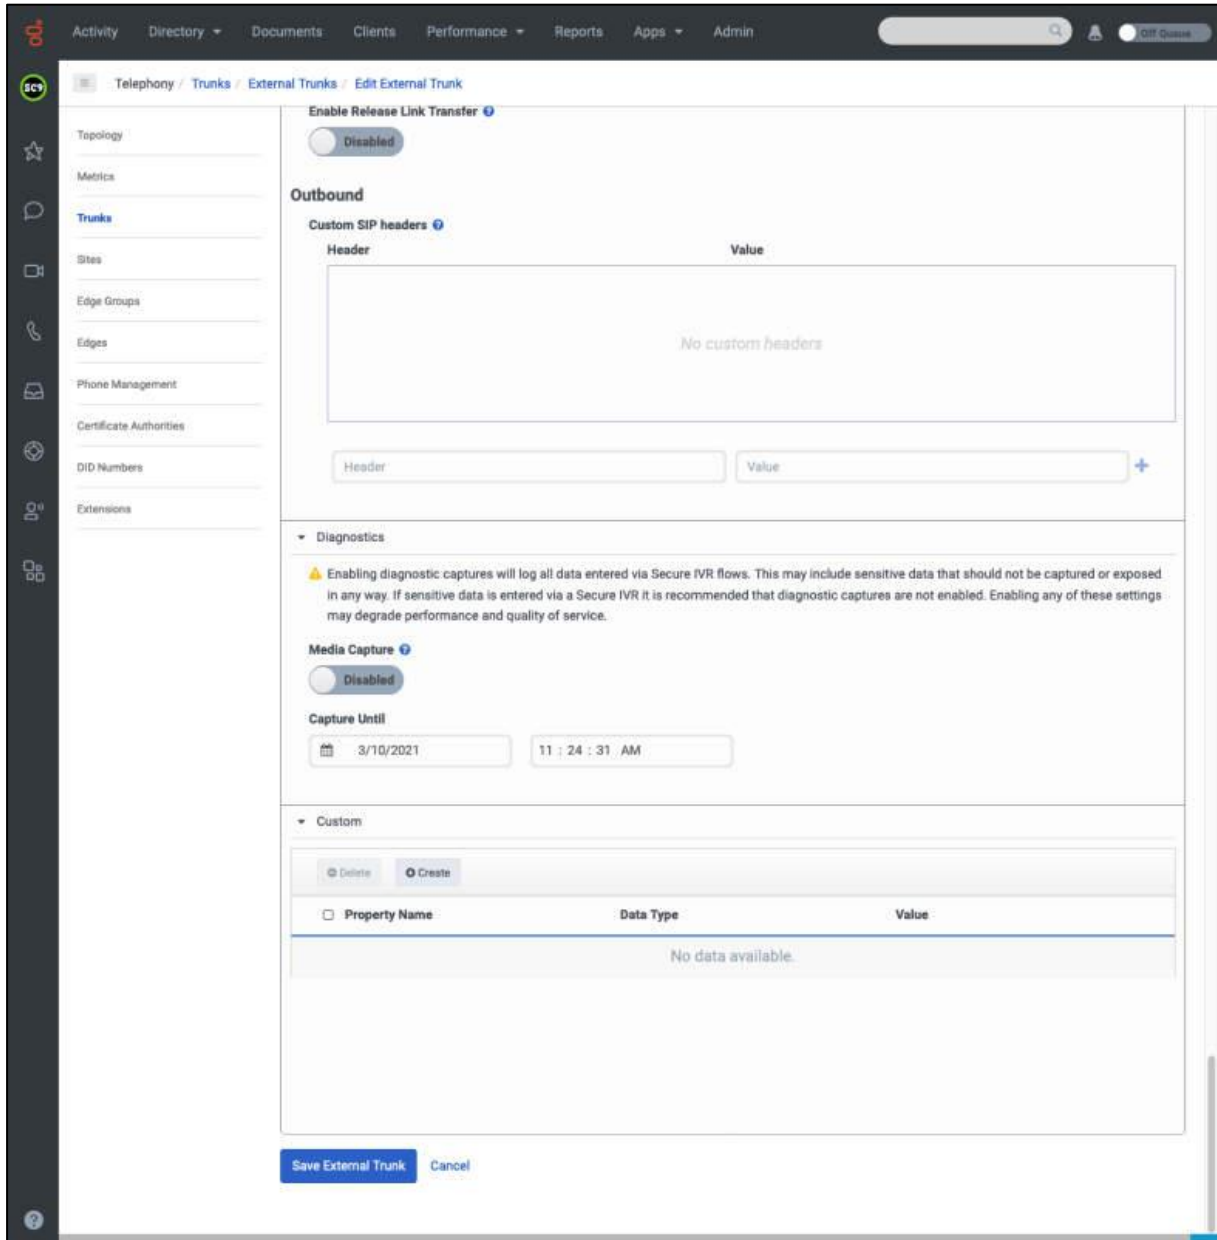 Activity Directory Documents Clients Performance Reports Apps Admin Off Queue
SC9 Telephony / Trunks / External Trunks / Edit External Trunk
Enable Release Link Transfer
Disabled
Topology
Metrics
Trunks
Sites
Edge Groups
Edges
Phone Management
Certificate Authorities
DID Numbers
Extensions
Outbound
Custom SIP headers
Header Value
No custom headers
Header Value
Diagnostics
Enabling diagnostic captures will log all data entered via Secure IVR flows. This may include sensitive data that should not be captured or exposed
in any way. If sensitive data is entered via a Secure IVR it is recommended that diagnostic captures are not enabled. Enabling any of these settings
may degrade performance and quality of service.
Media Capture
Disabled
Capture Until
3/10/2021 11 : 24 : 31 AM
Custom
Delete Create
Property Name Data Type Value
No data available.
Save External Trunk Cancel